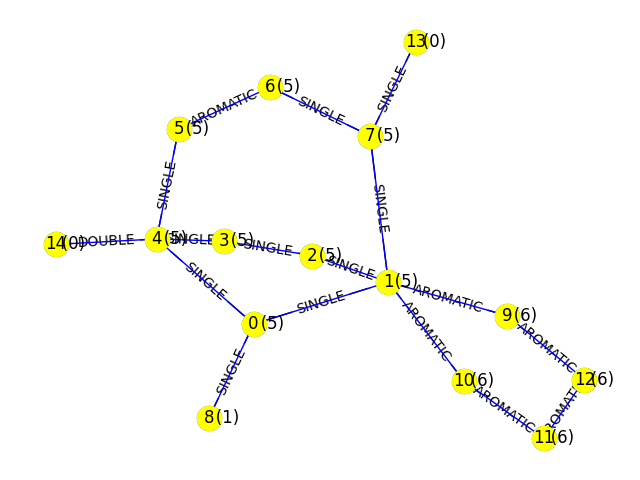 13(0)
SINGLE
6(5)
AROMATIC
SINGLE
5(5)
7(5)
SINGLE
SINGLE
14(0)
DOUBLE
4(5)
SINGLE
3(5)
SINGLE
2(5)
SINGLE
1(5)
SINGLE
SINGLE
AROMATIC
0(5)
9(6)
AROMATIC
AROMATIC
SINGLE
10(6)
12(6)
AROMATIC
AROMATIC
8(1)
11(6)